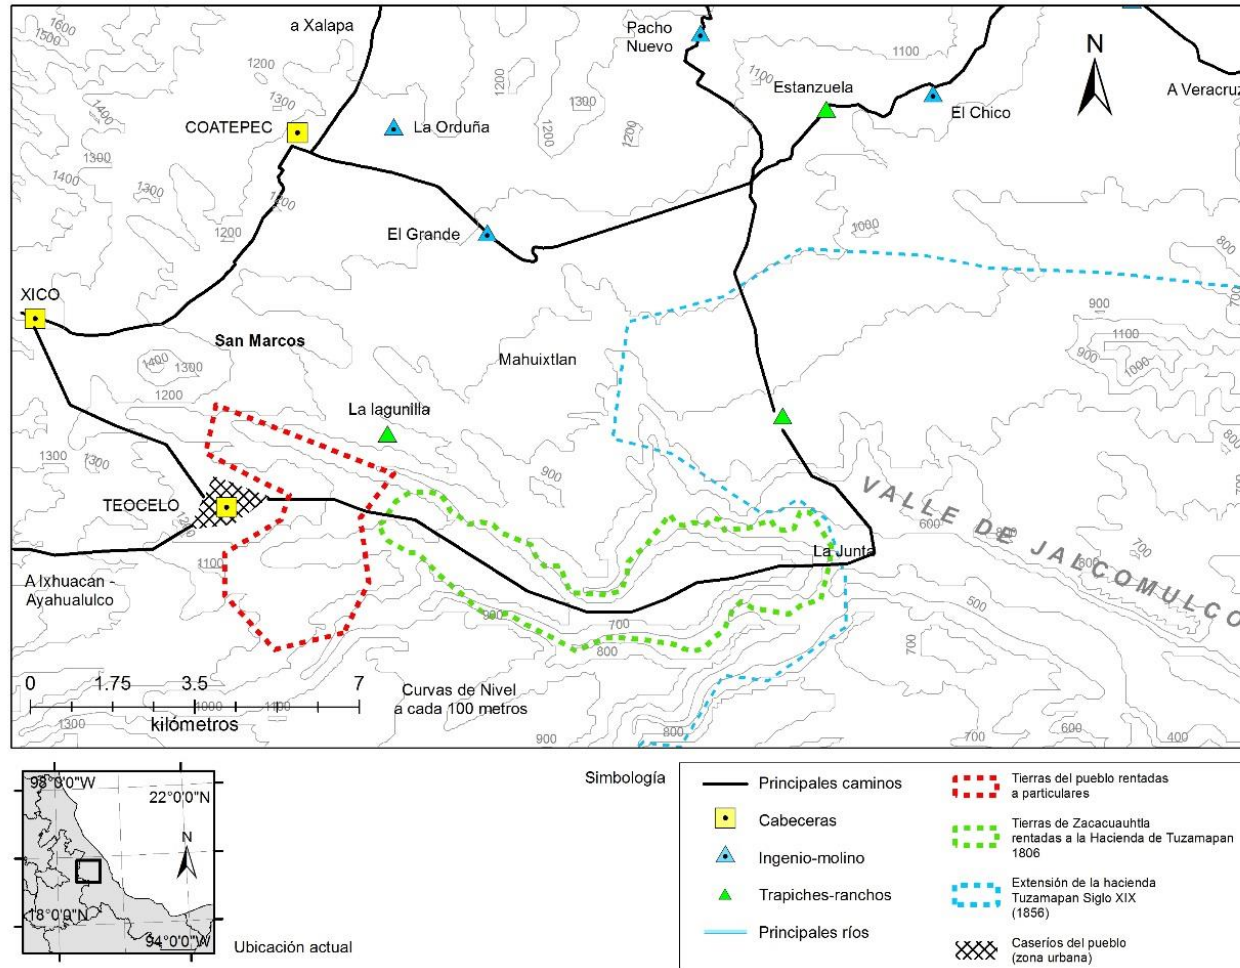 a Xalapa
Pacho
Nuevo
N
Estanzuela
A Veracruz
El Chico
COATEPEC
La Orduña
El Grande
XICO
San Marcos
Mahuixtlan
La lagunilla
TEOCELO
VALLE DE JALCOMULCO
La Junta
A Ixhuacan -
Ayahualulco
0 1.75 3.5 7
kilómetros
Curvas de Nivel
a cada 100 metros
1600
1500
1400
1300
1400
1200
1300
1300
1200
1200
1300
1200
1200
1100
1100
1000
800
700
900
1100
900
1000
800
700
1400
1300
1200
1300
1300
1200
1100
900
900
700
800
600
700
500
700
1000
1100
1300
900
800
700
600
400
98°0'0"W
22°0'0"N
N
18°0'0"N
94°0'0"W
Ubicación actual
Simbología
Principales caminos
Cabeceras
Ingenio-molino
Trapiches-ranchos
Principales ríos
Tierras del pueblo rentadas
a particulares
Tierras de Zacacuauhtla
rentadas a la Hacienda de Tuzamapan
1806
Extensión de la hacienda
Tuzamapan Siglo XIX
(1856)
Caseríos del pueblo
(zona urbana)